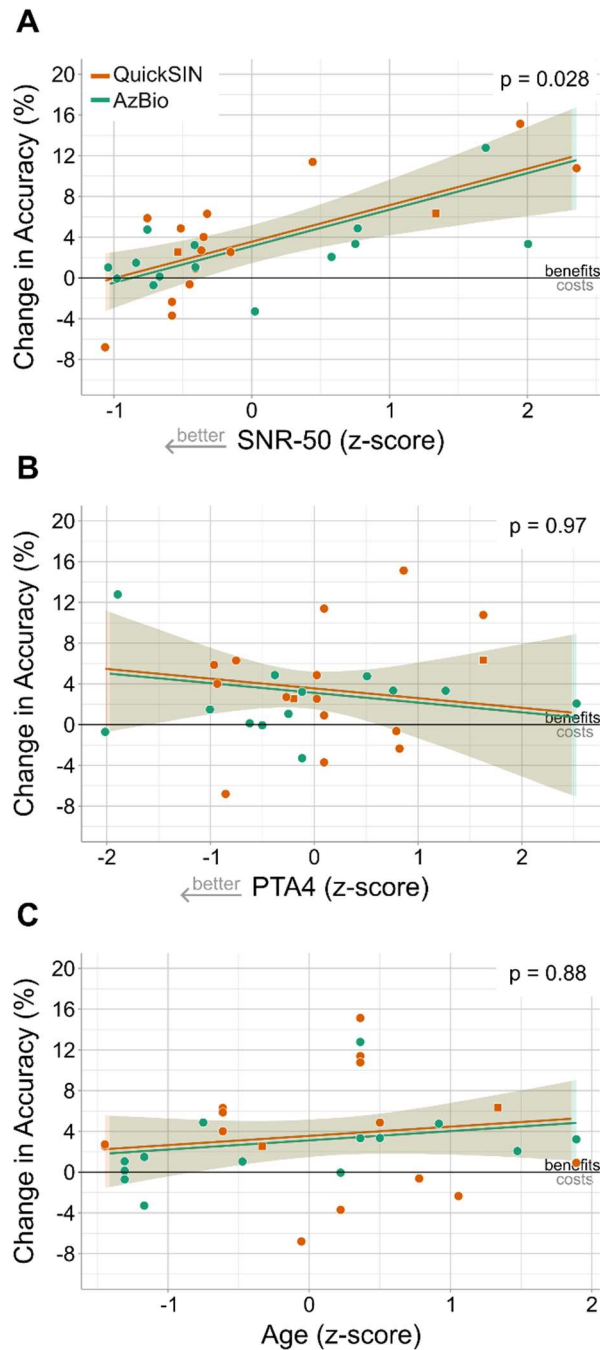 A
QuickSIN
AzBio
p = 0.028
Change in Accuracy (%)
20
16
12
8
4
0
-4
-8
benefits
costs
-1
0
1
2
better
SNR-50 (z-score)
B
p = 0.97
Change in Accuracy (%)
20
16
12
8
4
0
-4
-8
benefits
costs
-2
-1
0
1
2
better
PTA4 (z-score)
C
p = 0.88
Change in Accuracy (%)
20
16
12
8
4
0
-4
-8
benefits
costs
-1
0
1
2
Age (z-score)